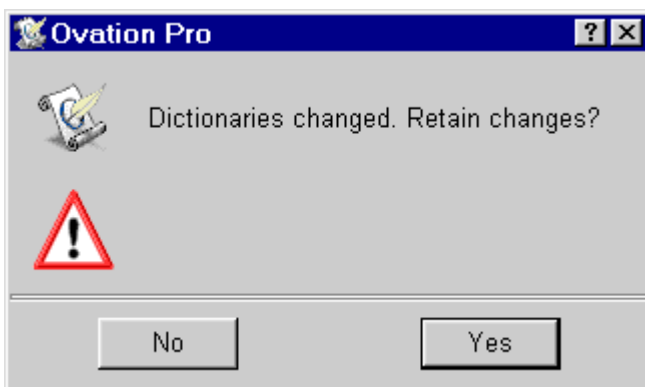 Ovation Pro
Dictionaries changed. Retain changes?
No
Yes